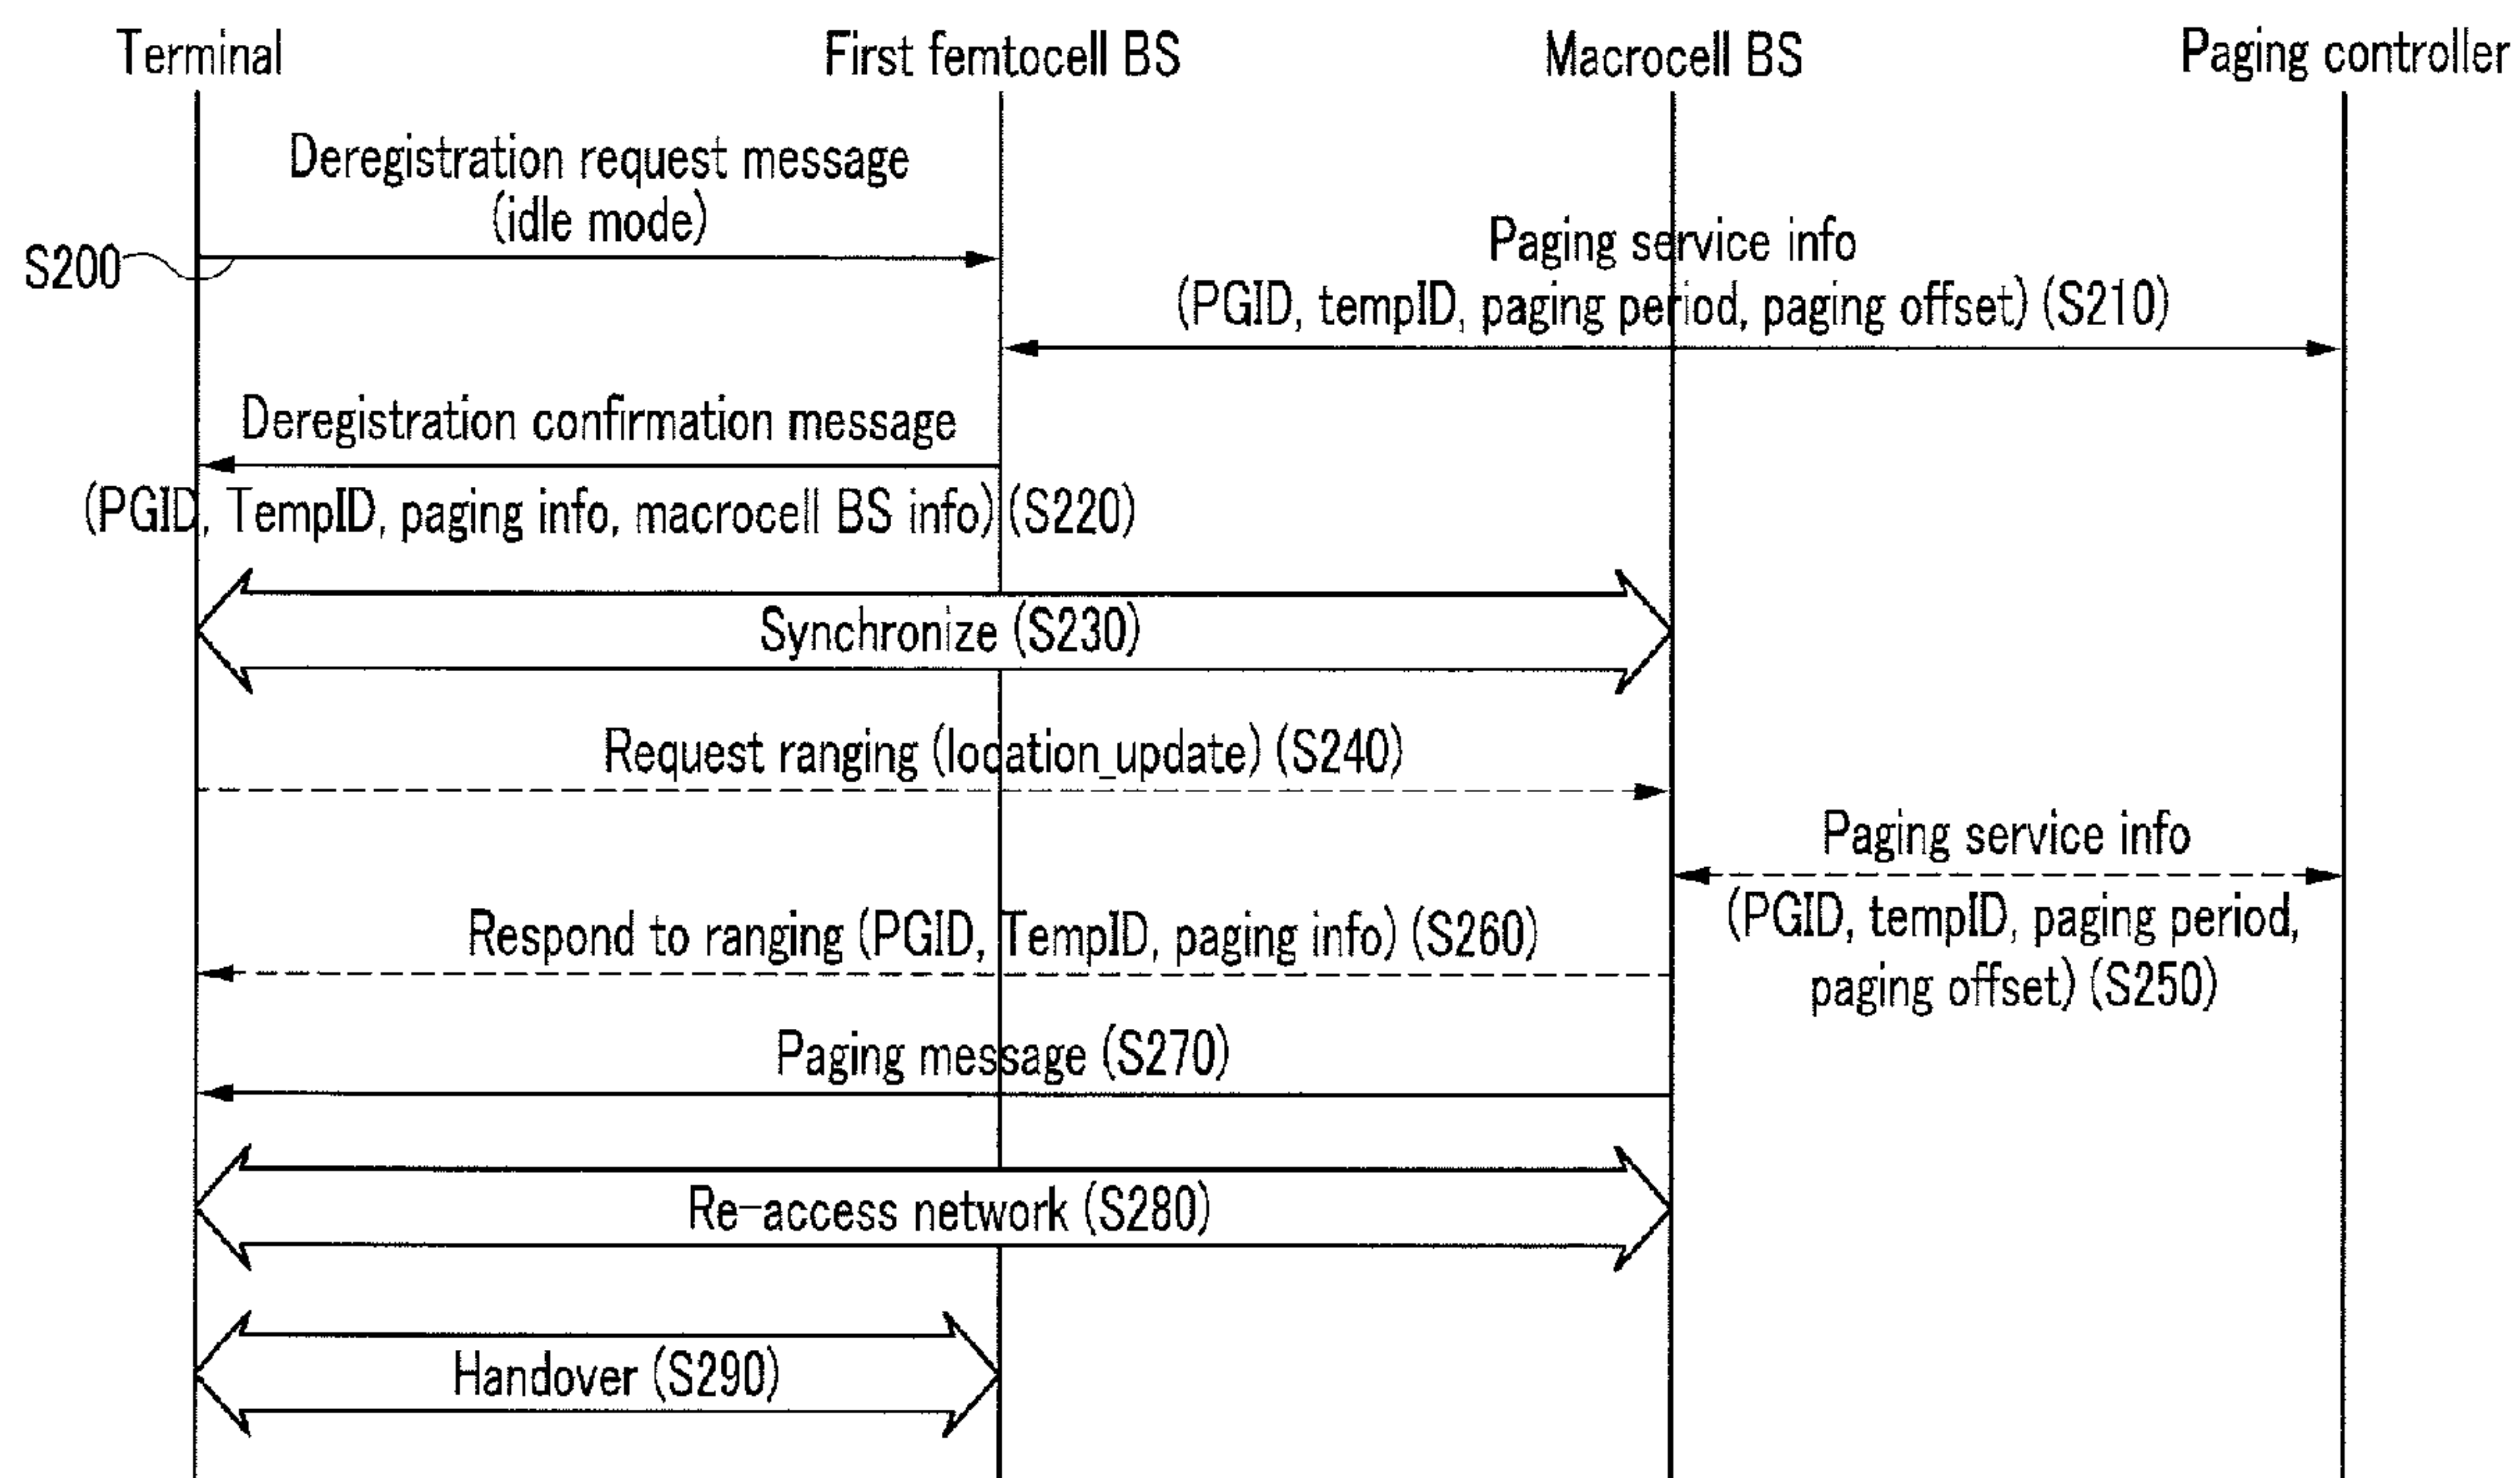 Terminal
First femtocell BS
Macrocell BS
Paging controller
Deregistration request message
(idle mode)
S200
Paging service info
(PGID, tempID, paging period, paging offset) (S210)
Deregistration confirmation message
(PGID, TempID, paging info, macrocell BS info) (S220)
Synchronize (S230)
Request ranging (location_update) (S240)
Paging service info
(PGID, tempID, paging period,
paging offset) (S250)
Respond to ranging (PGID, TempID, paging info) (S260)
Paging message (S270)
Re-access network (S280)
Handover (S290)